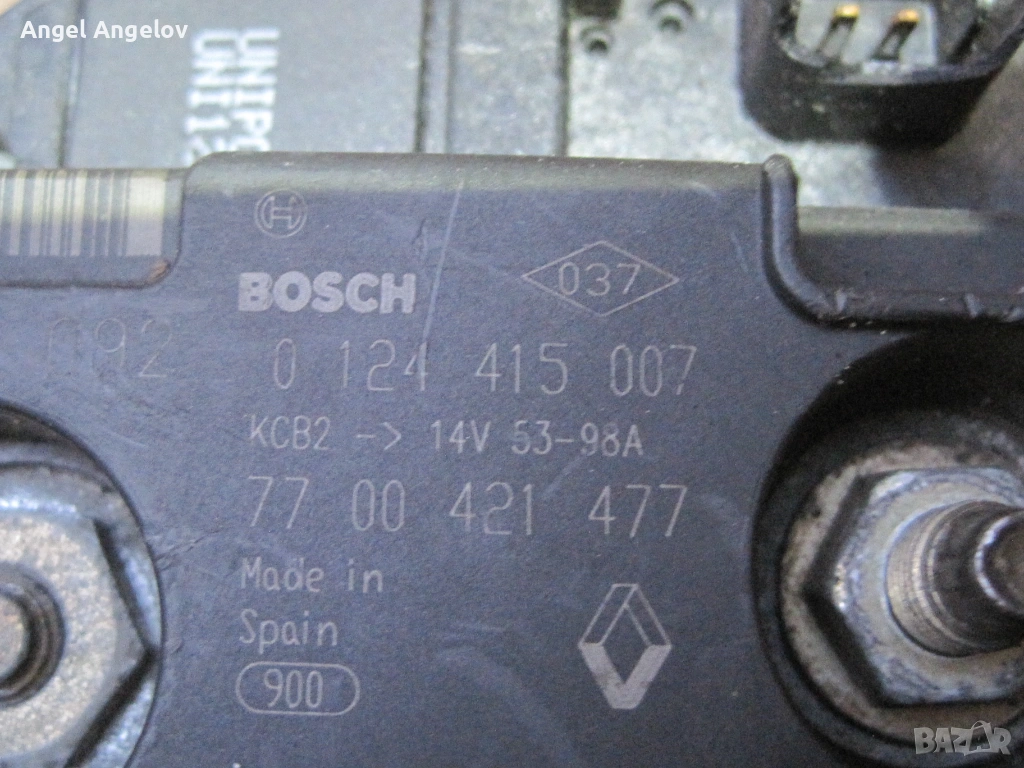 Angel Angelov
BOSCH
037
092
0 124 415 007
KCB2 -> 14V 53-98A
77 00 421 477
Made in
Spain
900
BAZAR